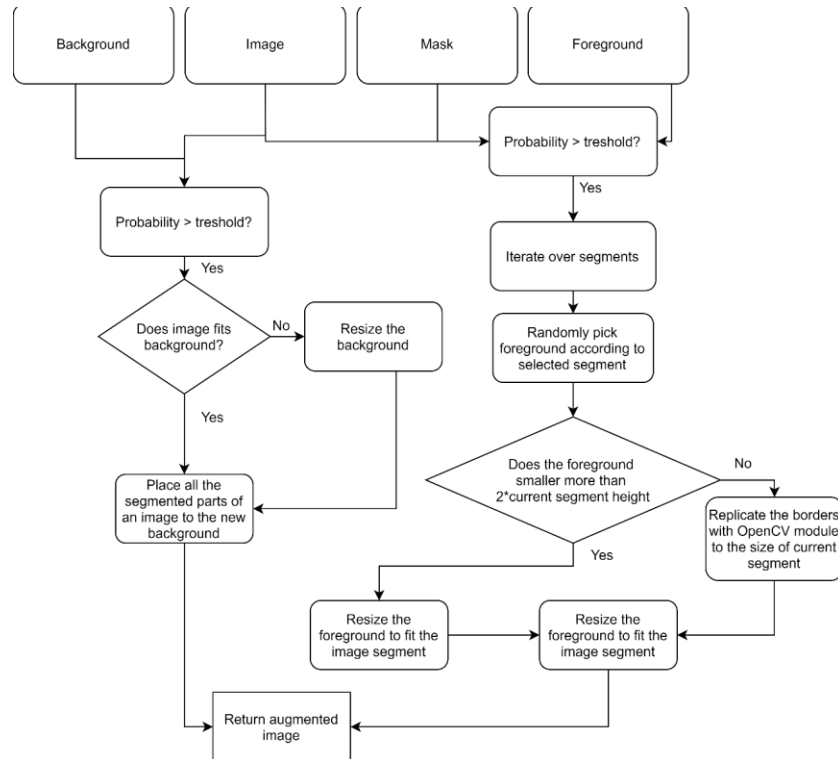 Background
Image
Mask
Foreground
Probability > treshold?
Yes
Probability > treshold?
Yes
Iterate over segments
Does image fits
background?
No
Resize the
background
Randomly pick
foreground according to
selected segment
Yes
Does the foreground
smaller more than
2*current segment height
No
Place all the
segmented parts of
an image to the new
background
Replicate the borders
with OpenCV module
to the size of current
segment
Yes
Resize the
foreground to fit the
image segment
Resize the
foreground to fit the
image segment
Return augmented
image